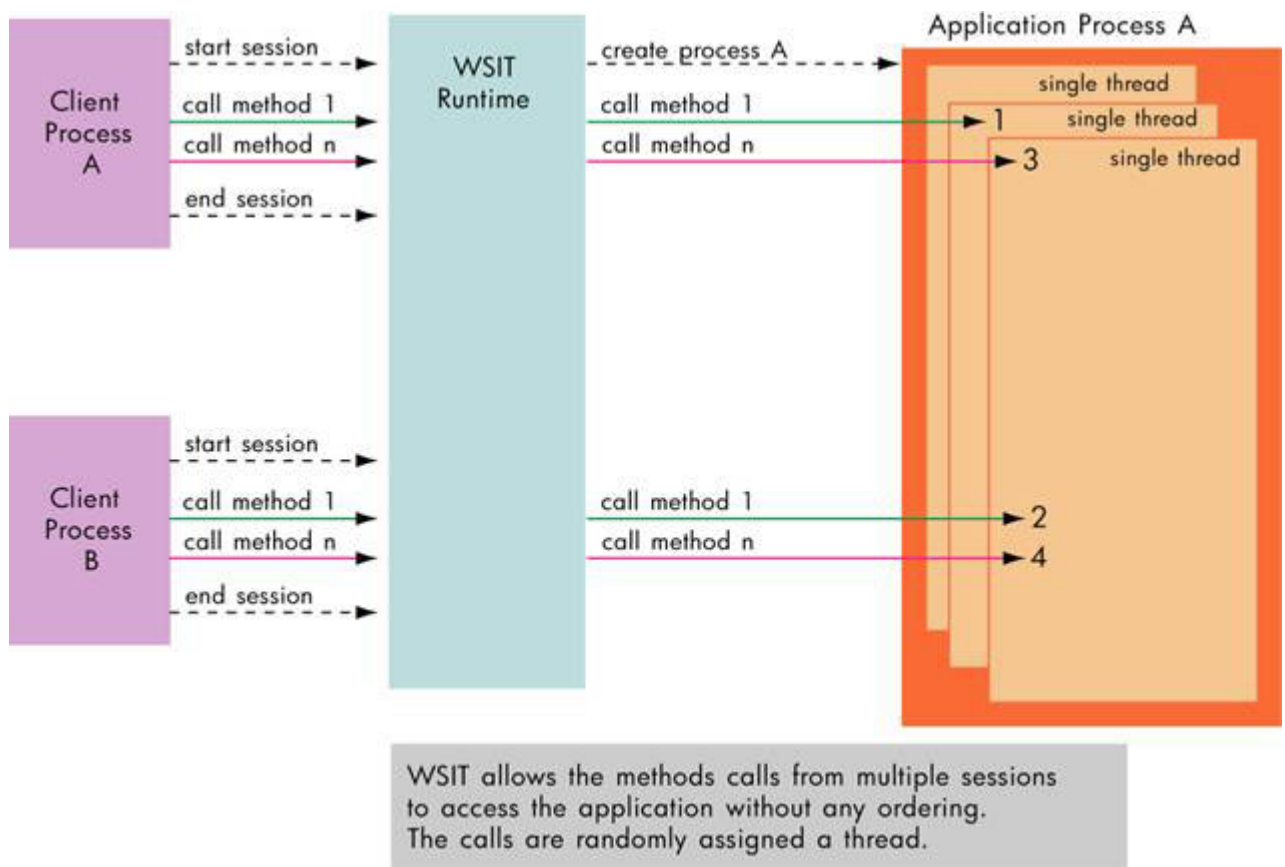 Application Process A
start session
WSIT
Runtime
create process A
single thread
Client
Process
A
call method 1
call method 1
1
single thread
call method n
call method n
3
single thread
end session
start session
Client
Process
B
call method 1
call method 1
2
call method n
call method n
4
end session
WSIT allows the methods calls from multiple sessions
to access the application without any ordering.
The calls are randomly assigned a thread.